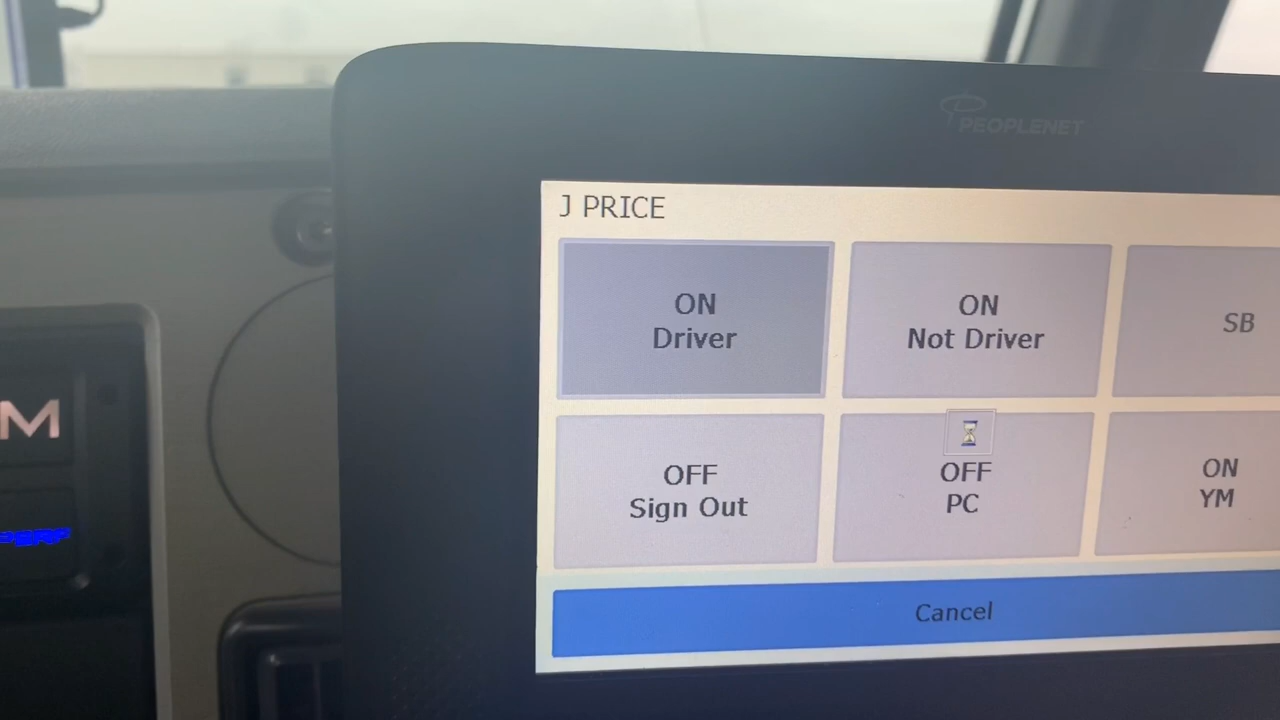 PEOPLENET
J PRICE
ON
Driver
ON
Not Driver
SB
OFF
Sign Out
OFF
PC
ON
YM
Cancel
M